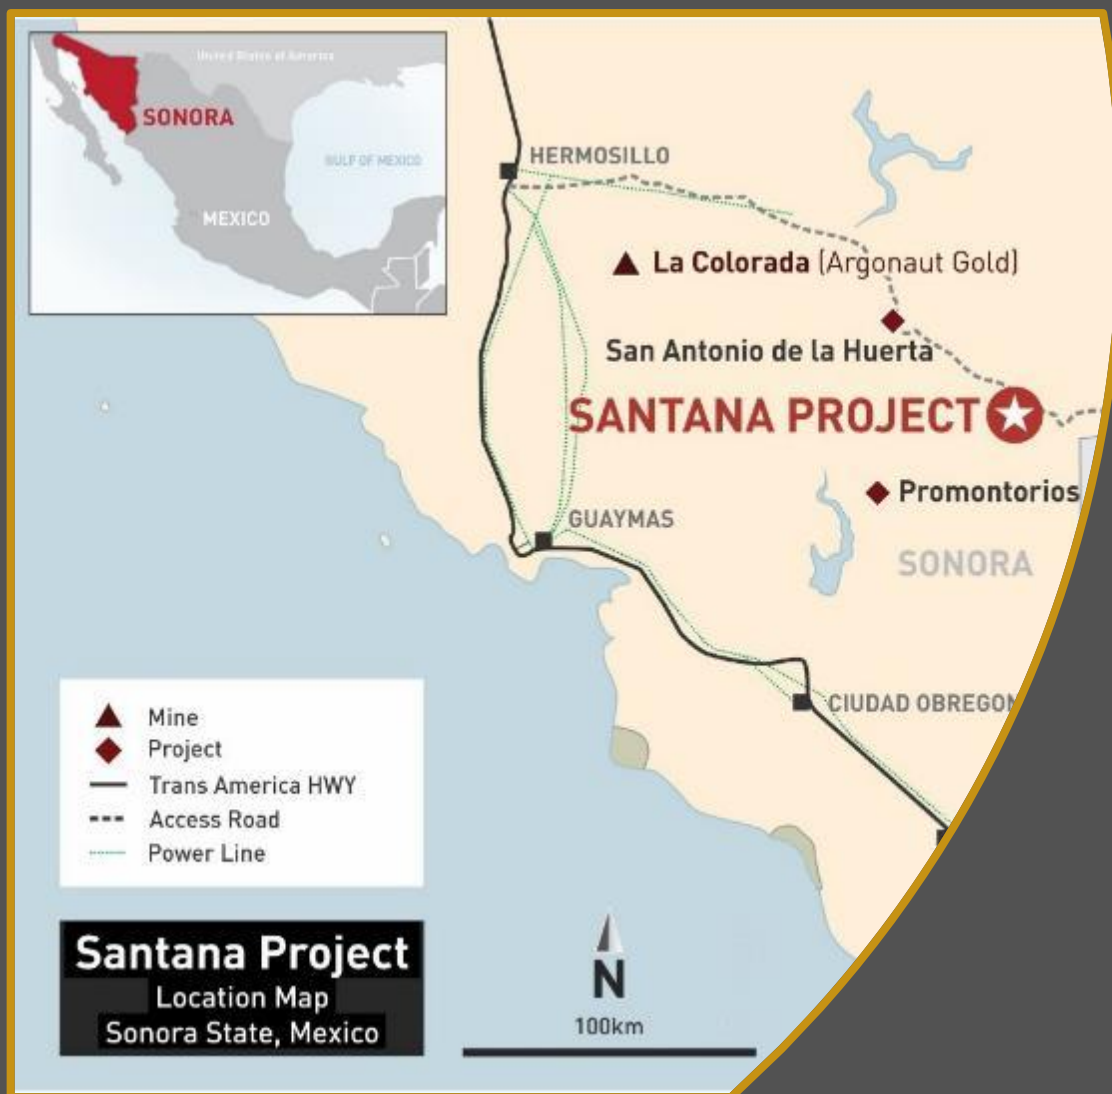 United States of America
SONORA
GULF OF MEXICO
MEXICO
HERMOSILLO
La Colorada (Argonaut Gold)
San Antonio de la Huerta
SANTANA PROJECT
Promontorios
GUAYMAS
SONORA
CIUDAD OBREGON
Mine
Project
Trans America HWY
Access Road
Power Line
Santana Project
Location Map
Sonora State, Mexico
N
100km